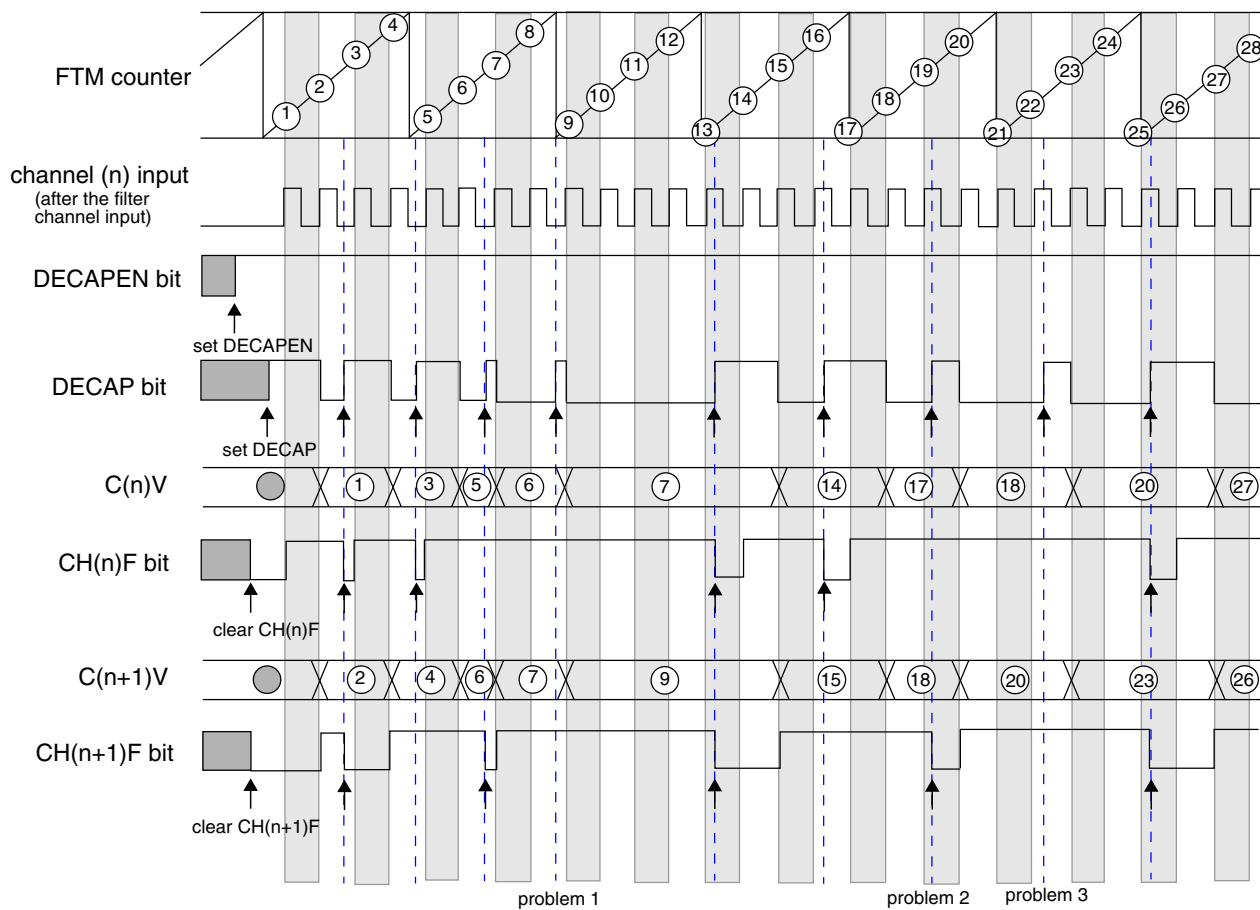 4
8
12
16
20
24
28
3
7
11
15
19
23
27
FTM counter
2
6
10
14
18
22
26
1
5
9
13
17
21
25
channel (n) input
(after the filter
channel input)
DECAPEN bit
set DECAPEN
DECAP bit
set DECAP
C(n)V
1 3 5 6 7 14 17 18 20 27
CH(n)F bit
clear CH(n)F
C(n+1)V
2 4 6 7 9 15 18 20 23 26
CH(n+1)F bit
clear CH(n+1)F
problem 1 problem 2 problem 3